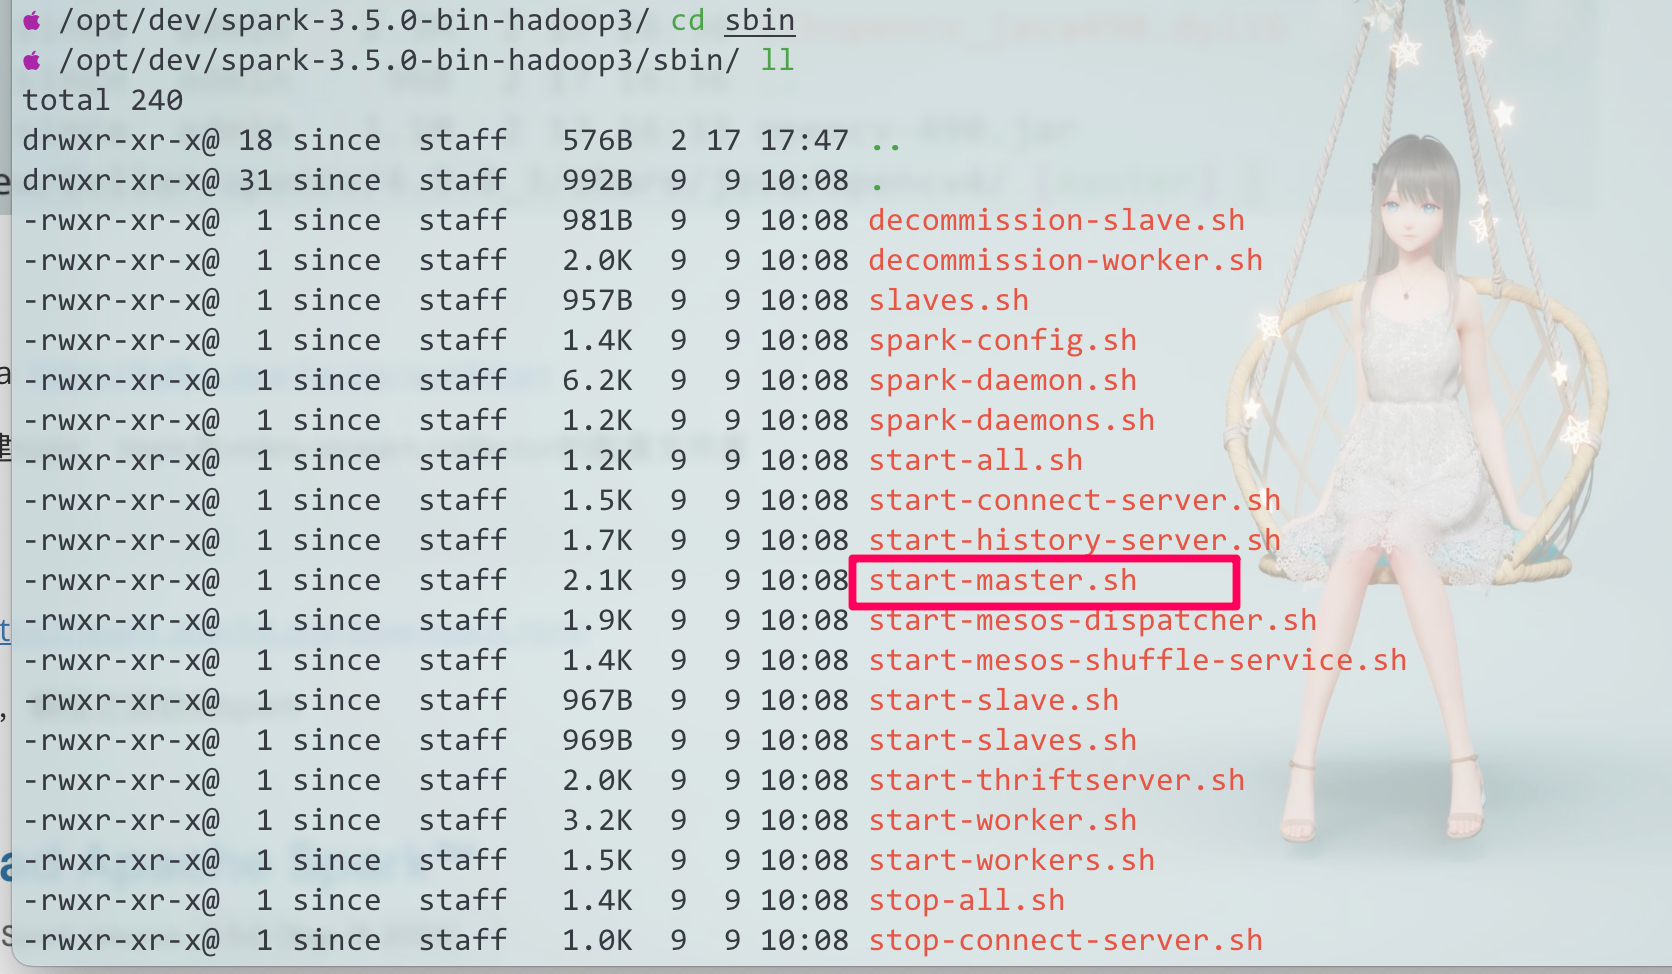 /opt/dev/spark-3.5.0-bin-hadoop3/ cd sbin
/opt/dev/spark-3.5.0-bin-hadoop3/sbin/ ll
total 240
drwxr-xr-x@ 18 since  staff   576B  2 17 17:47 ..
drwxr-xr-x@ 31 since  staff   992B  9  9 10:08 .
-rwxr-xr-x@  1 since  staff   981B  9  9 10:08 decommission-slave.sh
-rwxr-xr-x@  1 since  staff   2.0K  9  9 10:08 decommission-worker.sh
-rwxr-xr-x@  1 since  staff   957B  9  9 10:08 slaves.sh
-rwxr-xr-x@  1 since  staff   1.4K  9  9 10:08 spark-config.sh
-rwxr-xr-x@  1 since  staff   6.2K  9  9 10:08 spark-daemon.sh
-rwxr-xr-x@  1 since  staff   1.2K  9  9 10:08 spark-daemons.sh
-rwxr-xr-x@  1 since  staff   1.2K  9  9 10:08 start-all.sh
-rwxr-xr-x@  1 since  staff   1.5K  9  9 10:08 start-connect-server.sh
-rwxr-xr-x@  1 since  staff   1.7K  9  9 10:08 start-history-server.sh
-rwxr-xr-x@  1 since  staff   2.1K  9  9 10:08 start-master.sh
-rwxr-xr-x@  1 since  staff   1.9K  9  9 10:08 start-mesos-dispatcher.sh
-rwxr-xr-x@  1 since  staff   1.4K  9  9 10:08 start-mesos-shuffle-service.sh
-rwxr-xr-x@  1 since  staff   967B  9  9 10:08 start-slave.sh
-rwxr-xr-x@  1 since  staff   969B  9  9 10:08 start-slaves.sh
-rwxr-xr-x@  1 since  staff   2.0K  9  9 10:08 start-thriftserver.sh
-rwxr-xr-x@  1 since  staff   3.2K  9  9 10:08 start-worker.sh
-rwxr-xr-x@  1 since  staff   1.5K  9  9 10:08 start-workers.sh
-rwxr-xr-x@  1 since  staff   1.4K  9  9 10:08 stop-all.sh
-rwxr-xr-x@  1 since  staff   1.0K  9  9 10:08 stop-connect-server.sh